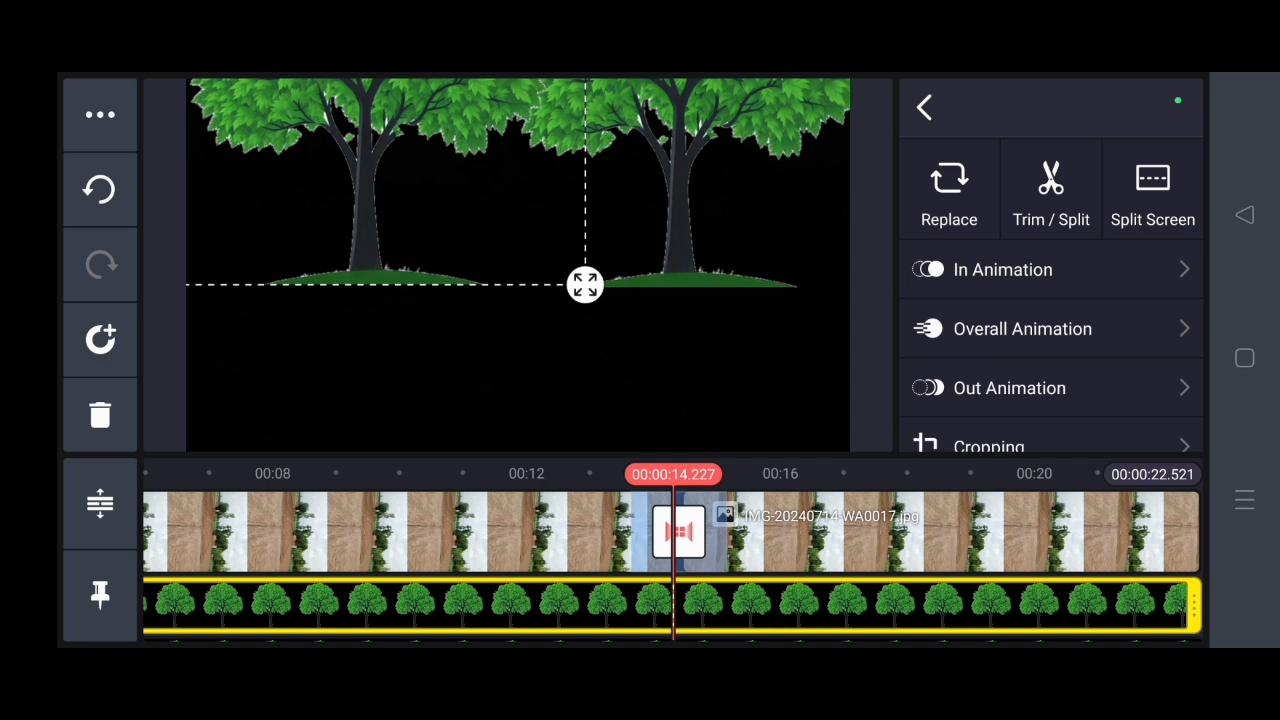 Replace
Trim / Split
Split Screen
In Animation
Overall Animation
Out Animation
Cropping
00:08
00:12
00:00:14.227
00:16
00:20
00:00:22.521
IMG-20240714-WA0017.jpg